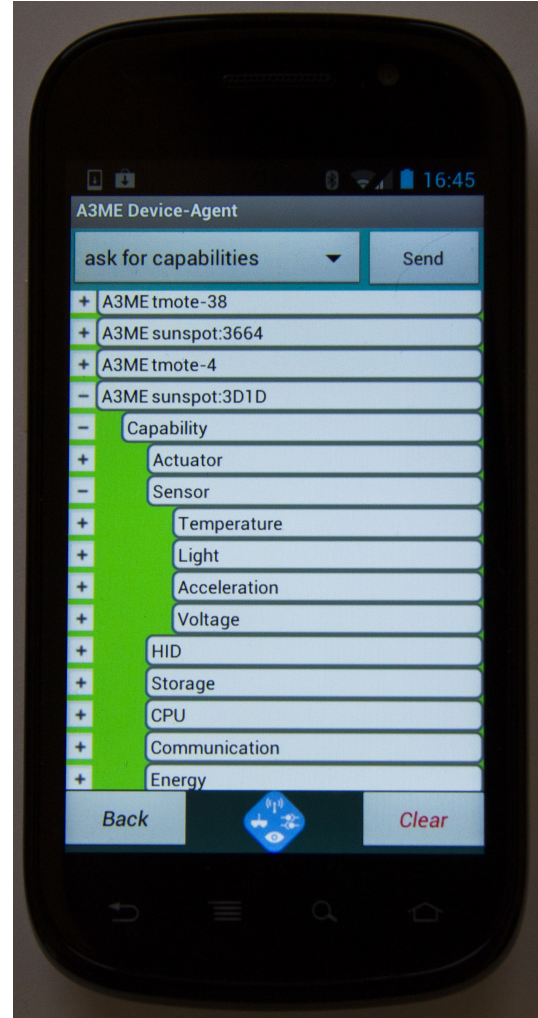 16:45
A3ME Device-Agent
ask for capabilities Send
+ A3ME tmote-38
+ A3ME sunspot:3664
+ A3ME tmote-4
− A3ME sunspot:3D1D
− Capability
+ Actuator
− Sensor
+ Temperature
+ Light
+ Acceleration
+ Voltage
+ HID
+ Storage
+ CPU
+ Communication
+ Energy
Back Clear